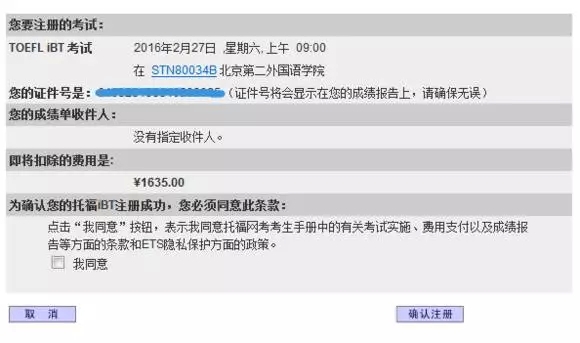 您要注册的考试：
TOEFL iBT 考试 2016年2月27日 ,星期六, 上午 09:00
在 STN80034B 北京第二外国语学院
您的证件号是： （证件号将会显示在您的成绩报告上，请确保无误）
您的成绩单收件人：
没有指定收件人。
即将扣除的费用是:
¥1635.00
为确认您的托福iBT注册成功，您必须同意此条款：
点击“我同意”按钮，表示我同意托福网考考生手册中的有关考试实施、费用支付以及成绩报
告等方面的条款和ETS隐私保护方面的政策。
我同意
取 消 确认注册